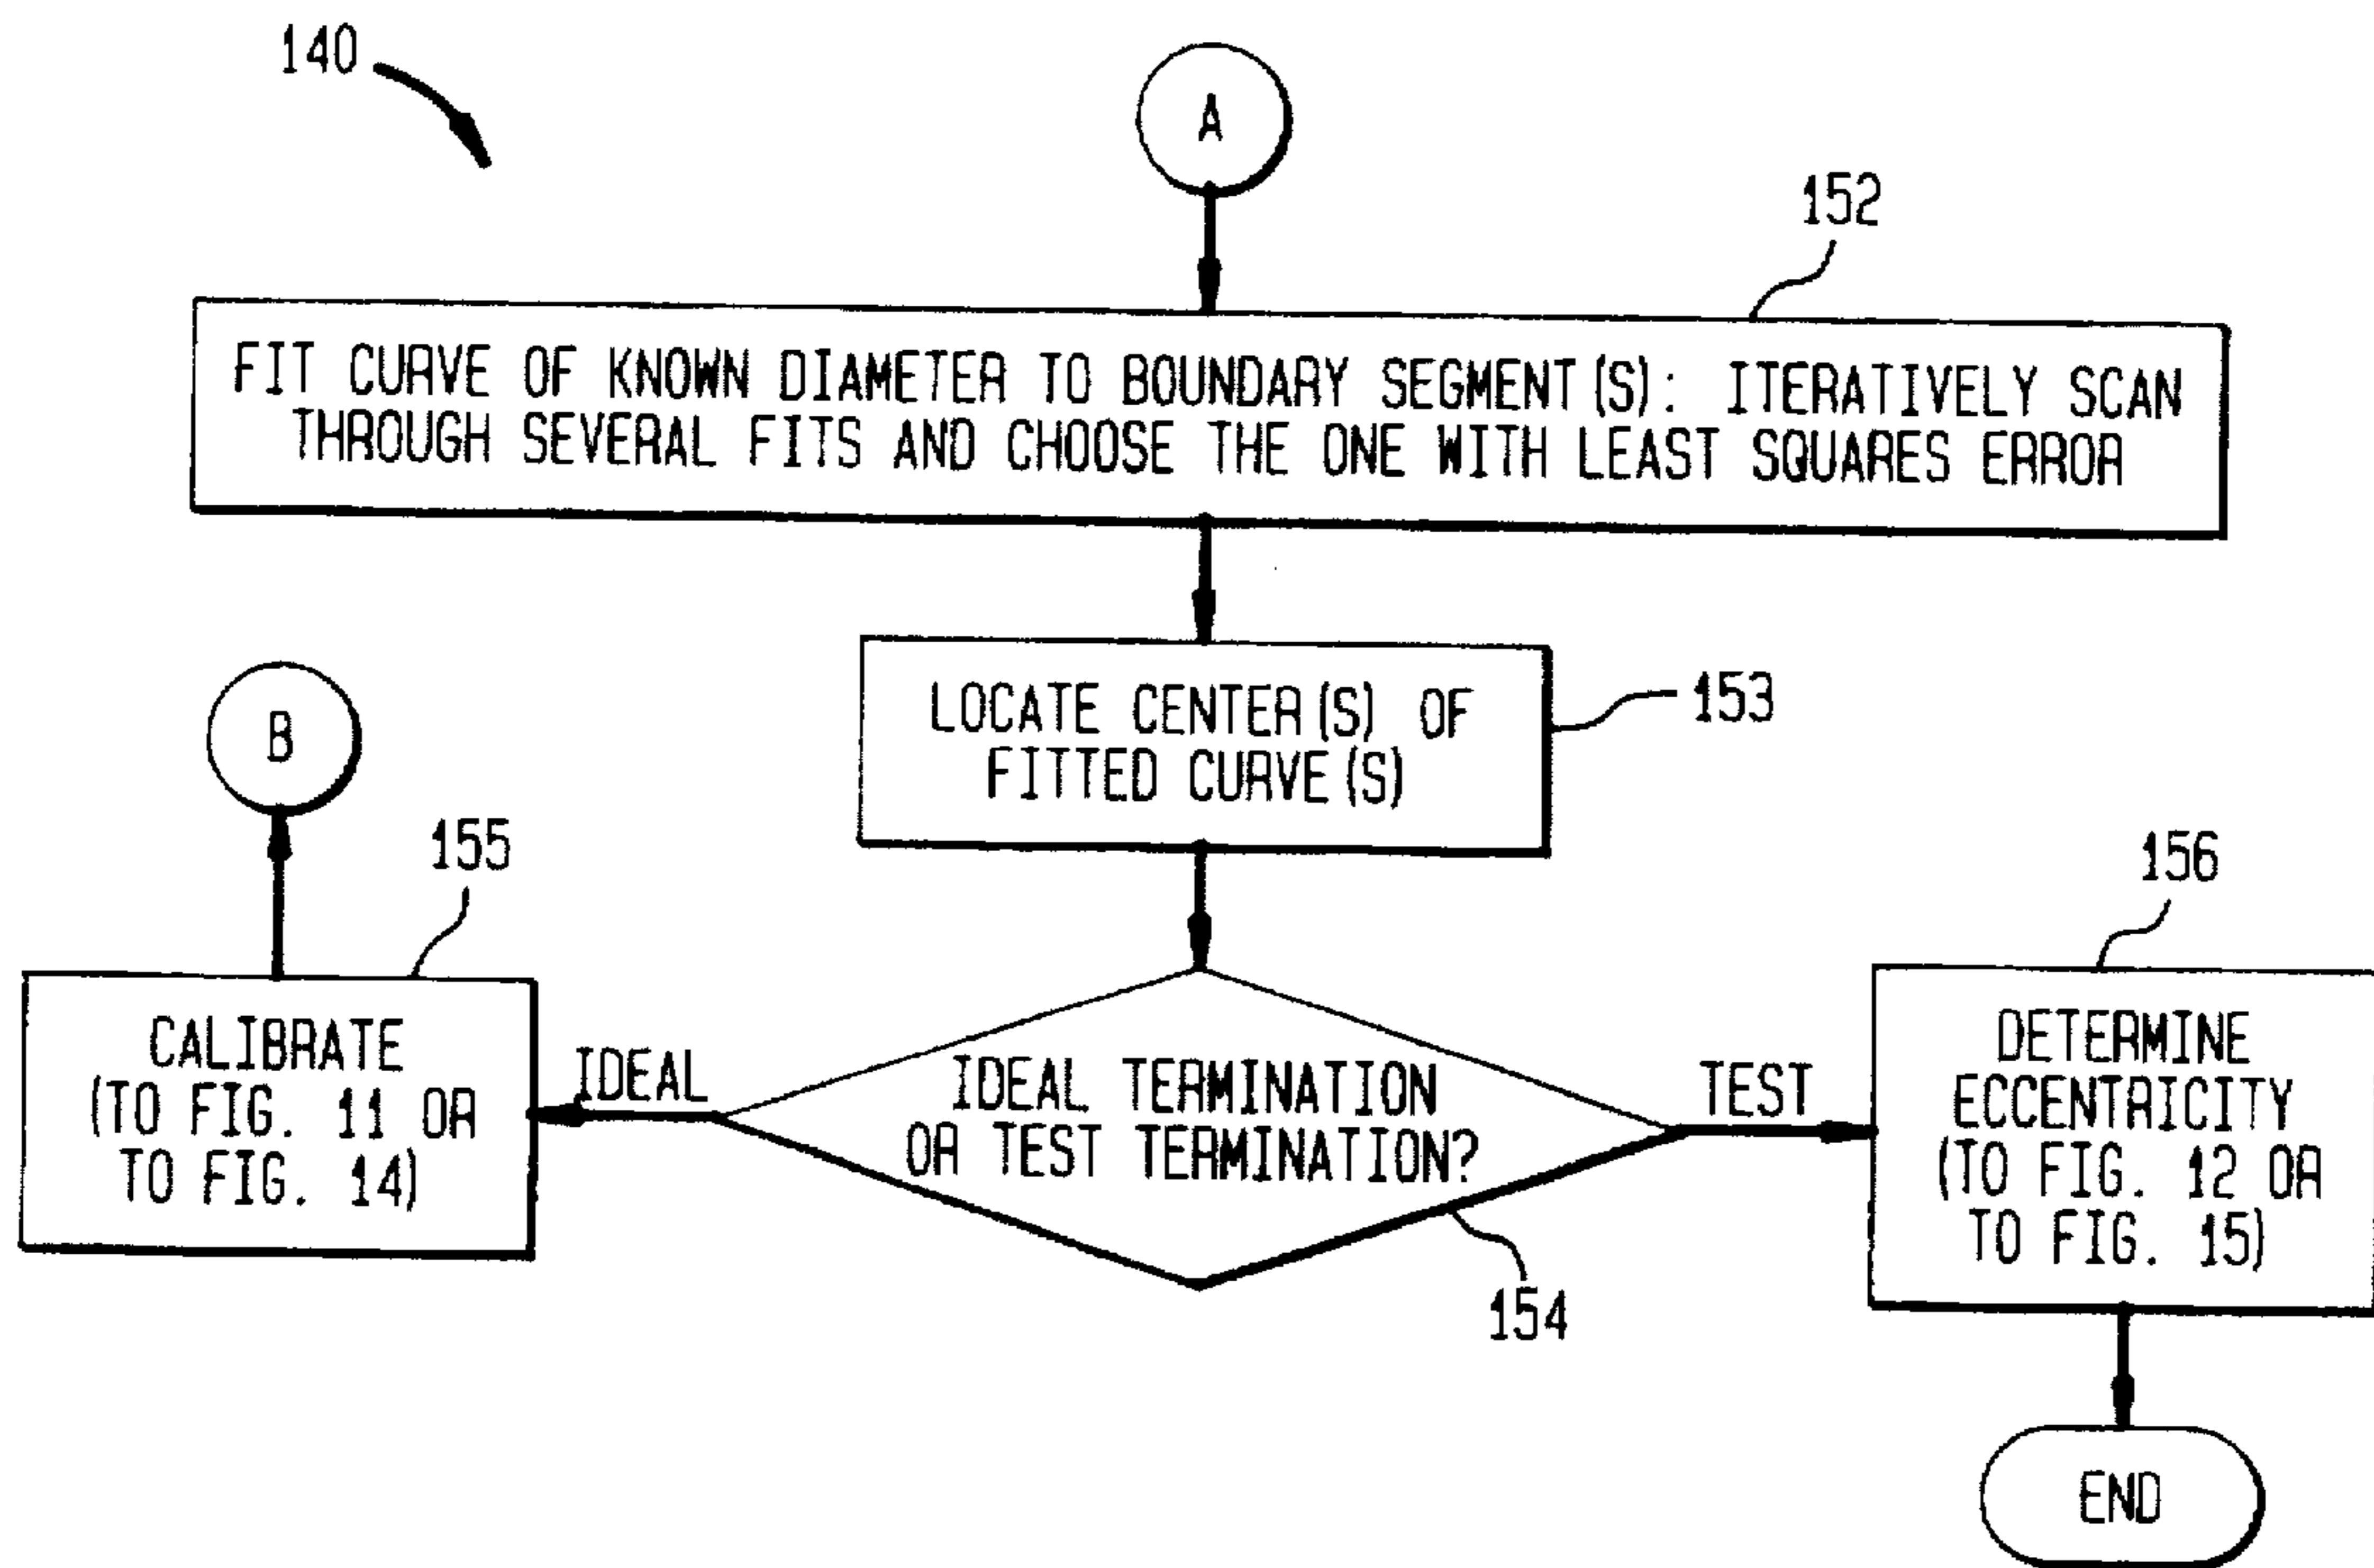 140
A
152
FIT CURVE OF KNOWN DIAMETER TO BOUNDARY SEGMENT(S): ITERATIVELY SCAN
THROUGH SEVERAL FITS AND CHOOSE THE ONE WITH LEAST SQUARES ERROR
LOCATE CENTER(S) OF
FITTED CURVE(S)
153
B
155
156
CALIBRATE
(TO FIG. 11 OR
TO FIG. 14)
IDEAL
IDEAL TERMINATION
OR TEST TERMINATION?
TEST
DETERMINE
ECCENTRICITY
(TO FIG. 12 OR
TO FIG. 15)
154
END